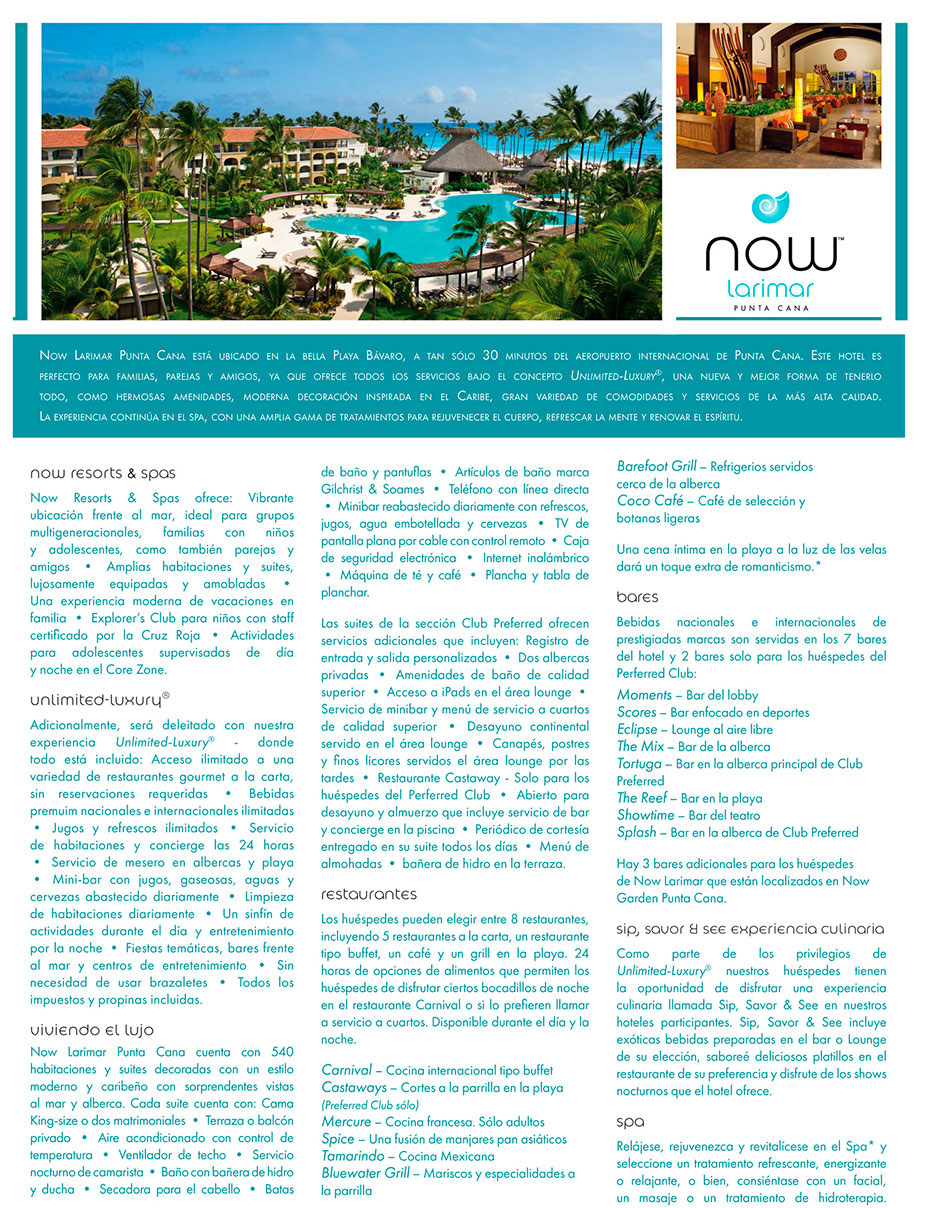 now™
larimar
PUNTA CANA
Now Larimar Punta Cana está ubicado en la bella Playa Bávaro, a tan sólo 30 minutos del aeropuerto internacional de Punta Cana. Este hotel es
perfecto para familias, parejas y amigos, ya que ofrece todos los servicios bajo el concepto Unlimited-Luxury®, una nueva y mejor forma de tenerlo
todo, como hermosas amenidades, moderna decoración inspirada en el Caribe, gran variedad de comodidades y servicios de la más alta calidad.
La experiencia continúa en el spa, con una amplia gama de tratamientos para rejuvenecer el cuerpo, refrescar la mente y renovar el espíritu.
now resorts & spas
Now Resorts & Spas ofrece: Vibrante
ubicación frente al mar, ideal para grupos
multigeneracionales, familias con niños
y adolescentes, como también parejas y
amigos • Amplias habitaciones y suites,
lujosamente equipadas y amobladas •
Una experiencia moderna de vacaciones en
familia • Explorer's Club para niños con staff
certificado por la Cruz Roja • Actividades
para adolescentes supervisadas de día
y noche en el Core Zone.
unlimited-luxury®
Adicionalmente, será deleitado con nuestra
experiencia Unlimited-Luxury® - donde
todo está incluido: Acceso ilimitado a una
variedad de restaurantes gourmet a la carta,
sin reservaciones requeridas • Bebidas
premuim nacionales e internacionales ilimitadas
• Jugos y refrescos ilimitados • Servicio
de habitaciones y concierge las 24 horas
• Servicio de mesero en albercas y playa
• Mini-bar con jugos, gaseosas, aguas y
cervezas abastecido diariamente • Limpieza
de habitaciones diariamente • Un sinfín de
actividades durante el día y entretenimiento
por la noche • Fiestas temáticas, bares frente
al mar y centros de entretenimiento • Sin
necesidad de usar brazaletes • Todos los
impuestos y propinas incluidas.
viviendo el lujo
Now Larimar Punta Cana cuenta con 540
habitaciones y suites decoradas con un estilo
moderno y caribeño con sorprendentes vistas
al mar y alberca. Cada suite cuenta con: Cama
King-size o dos matrimoniales • Terraza o balcón
privado • Aire acondicionado con control de
temperatura • Ventilador de techo • Servicio
nocturno de camarista • Baño con bañera de hidro
y ducha • Secadora para el cabello • Batas
de baño y pantuflas • Artículos de baño marca
Gilchrist & Soames • Teléfono con línea directa
• Minibar reabastecido diariamente con refrescos,
jugos, agua embotellada y cervezas • TV de
pantalla plana por cable con control remoto • Caja
de seguridad electrónica • Internet inalámbrico
• Máquina de té y café • Plancha y tabla de
planchar.
Las suites de la sección Club Preferred ofrecen
servicios adicionales que incluyen: Registro de
entrada y salida personalizados • Dos albercas
privadas • Amenidades de baño de calidad
superior • Acceso a iPads en el área lounge •
Servicio de minibar y menú de servicio a cuartos
de calidad superior • Desayuno continental
servido en el área lounge • Canapés, postres
y finos licores servidos el área lounge por las
tardes • Restaurante Castaway - Solo para los
huéspedes del Perferred Club • Abierto para
desayuno y almuerzo que incluye servicio de bar
y concierge en la piscina • Periódico de cortesía
entregado en su suite todos los días • Menú de
almohadas • bañera de hidro en la terraza.
restaurantes
Los huéspedes pueden elegir entre 8 restaurantes,
incluyendo 5 restaurantes a la carta, un restaurante
tipo buffet, un café y un grill en la playa. 24
horas de opciones de alimentos que permiten los
huéspedes de disfrutar ciertos bocadillos de noche
en el restaurante Carnival o si lo prefieren llamar
a servicio a cuartos. Disponible durante el día y la
noche.
Carnival – Cocina internacional tipo buffet
Castaways – Cortes a la parrilla en la playa
(Preferred Club sólo)
Mercure – Cocina francesa. Sólo adultos
Spice – Una fusión de manjares pan asiáticos
Tamarindo – Cocina Mexicana
Bluewater Grill – Mariscos y especialidades a
la parrilla
Barefoot Grill – Refrigerios servidos
cerca de la alberca
Coco Café – Café de selección y
botanas ligeras
Una cena íntima en la playa a la luz de las velas
dará un toque extra de romanticismo.*
bares
Bebidas nacionales e internacionales de
prestigiadas marcas son servidas en los 7 bares
del hotel y 2 bares solo para los huéspedes del
Perferred Club:
Moments – Bar del lobby
Scores – Bar enfocado en deportes
Eclipse – Lounge al aire libre
The Mix – Bar de la alberca
Tortuga – Bar en la alberca principal de Club
Preferred
The Reef – Bar en la playa
Showtime – Bar del teatro
Splash – Bar en la alberca de Club Preferred
Hay 3 bares adicionales para los huéspedes
de Now Larimar que están localizados en Now
Garden Punta Cana.
sip, savor & see experiencia culinaria
Como parte de los privilegios de
Unlimited-Luxury® nuestros huéspedes tienen
la oportunidad de disfrutar una experiencia
culinaria llamada Sip, Savor & See en nuestros
hoteles participantes. Sip, Savor & See incluye
exóticas bebidas preparadas en el bar o Lounge
de su elección, saboreé deliciosos platillos en el
restaurante de su preferencia y disfrute de los shows
nocturnos que el hotel ofrece.
spa
Relájese, rejuvenezca y revitalícese en el Spa* y
seleccione un tratamiento refrescante, energizante
o relajante, o bien, consiéntase con un facial,
un masaje o un tratamiento de hidroterapia.